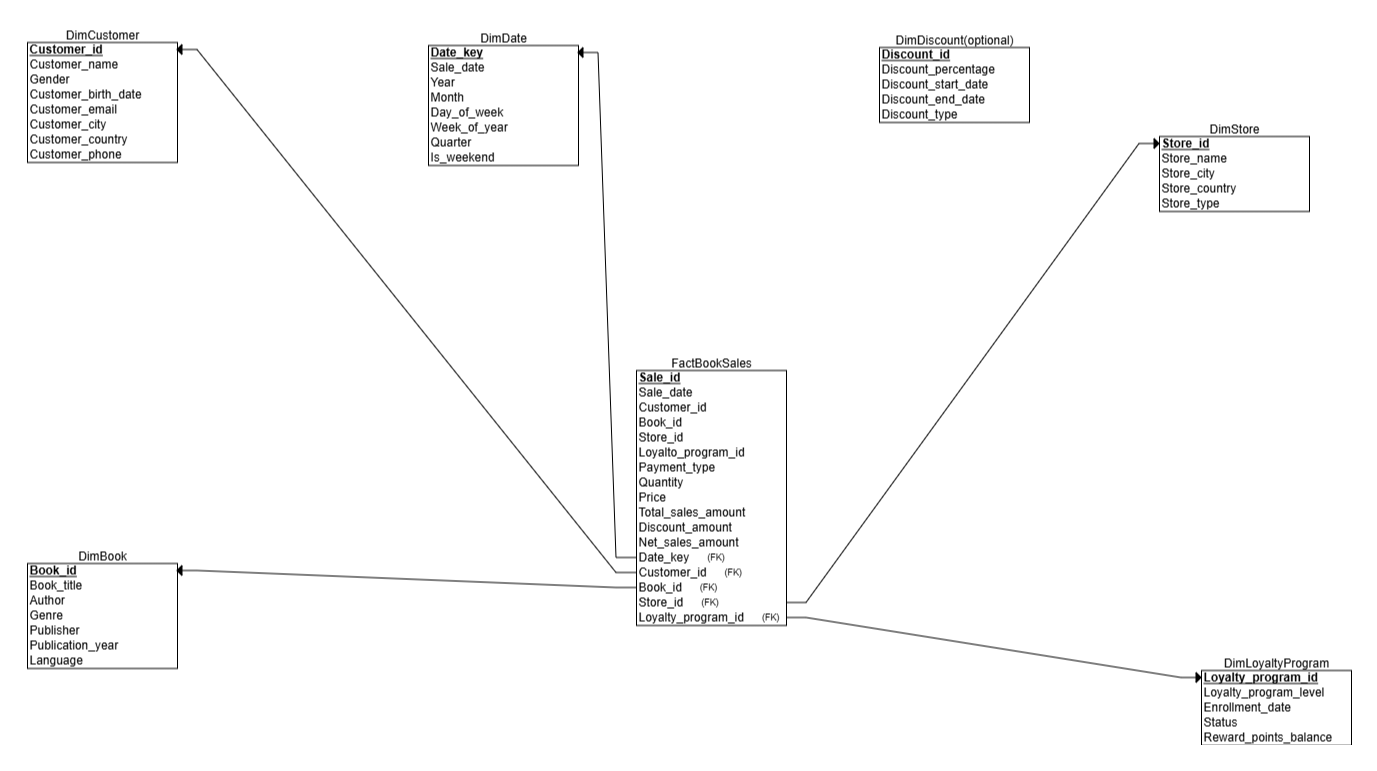 DimCustomer
Customer_id
Customer_name
Gender
Customer_birth_date
Customer_email
Customer_city
Customer_country
Customer_phone
DimDate
Date_key
Sale_date
Year
Month
Day_of_week
Week_of_year
Quarter
Is_weekend
DimDiscount(optional)
Discount_id
Discount_percentage
Discount_start_date
Discount_end_date
Discount_type
DimStore
Store_id
Store_name
Store_city
Store_country
Store_type
FactBookSales
Sale_id
Sale_date
Customer_id
Book_id
Store_id
Loyalto_program_id
Payment_type
Quantity
Price
Total_sales_amount
Discount_amount
Net_sales_amount
Date_key (FK)
Customer_id (FK)
Book_id (FK)
Store_id (FK)
Loyalty_program_id (FK)
DimBook
Book_id
Book_title
Author
Genre
Publisher
Publication_year
Language
DimLoyaltyProgram
Loyalty_program_id
Loyalty_program_level
Enrollment_date
Status
Reward_points_balance